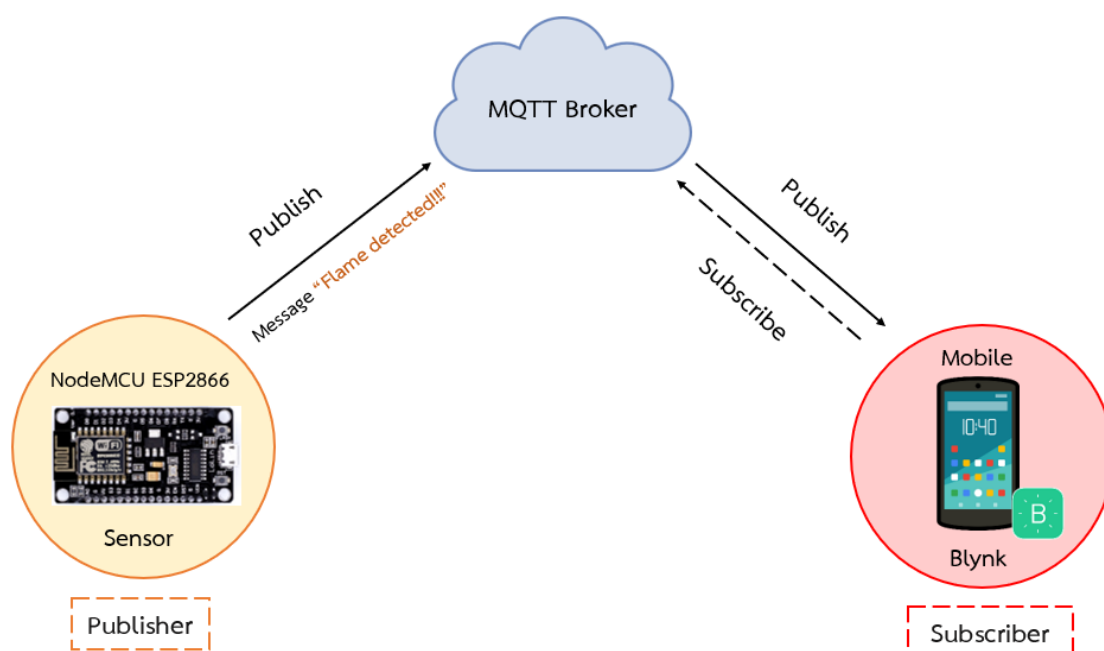 MQTT Broker
Publish
Message “Flame detected!!!”
Publish
Subscribe
NodeMCU ESP2866
Sensor
Publisher
Mobile
10:40
B
Blynk
Subscriber